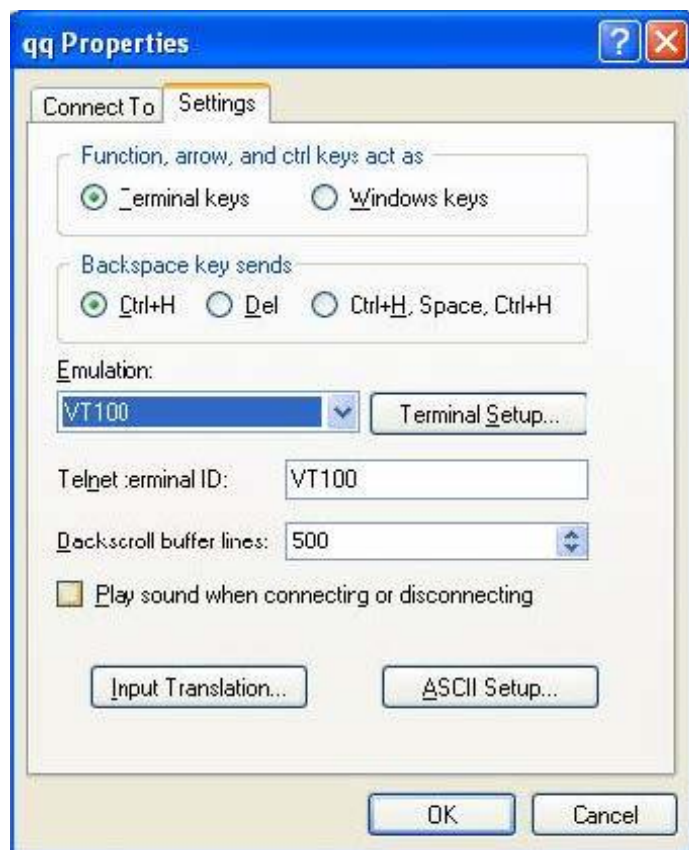 qq Properties
Connect To Settings
Function, arrow, and ctrl keys act as
Terminal keys Windows keys
Backspace key sends
Ctrl+H Del Ctrl+H, Space, Ctrl+H
Emulation:
VT100 Terminal Setup...
Telnet terminal ID: VT100
Backscroll buffer lines: 500
Play sound when connecting or disconnecting
Input Translation... ASCII Setup...
OK Cancel